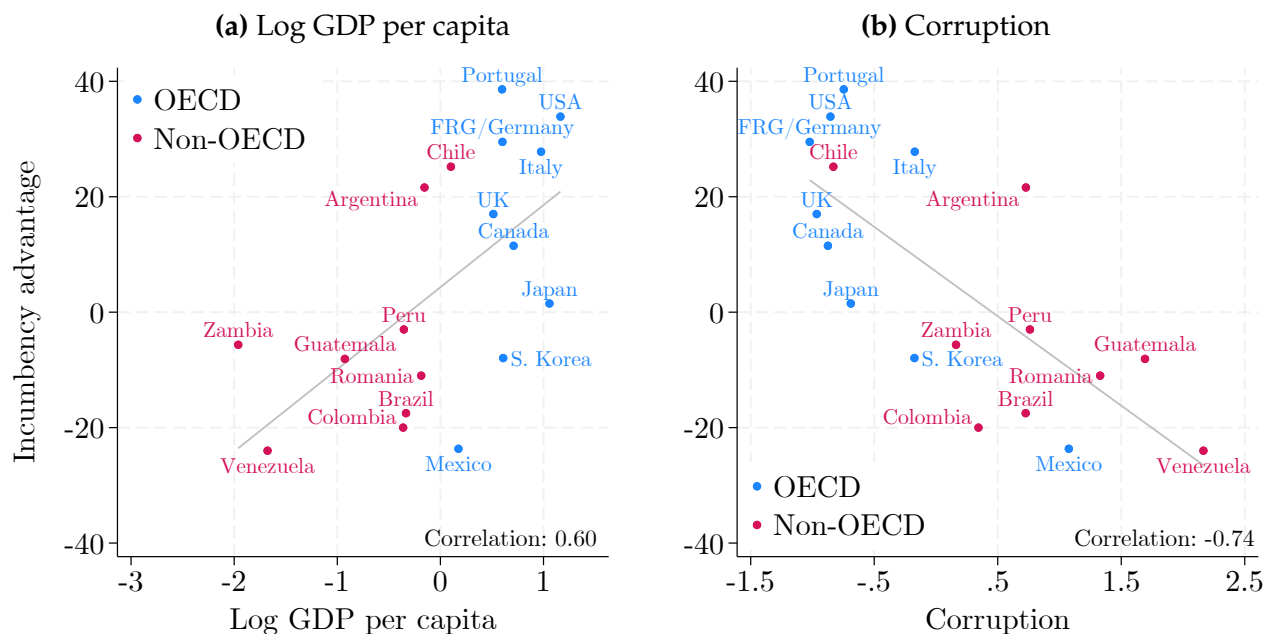 (a) Log GDP per capita
Incumbency advantage
40
20
0
-20
-40
OECD
Non-OECD
Portugal
USA
FRG/Germany
Chile
Italy
Argentina
UK
Canada
Japan
Peru
Zambia
Guatemala
S. Korea
Romania
Brazil
Colombia
Venezuela
Mexico
Correlation: 0.60
-3 -2 -1 0 1
Log GDP per capita
(b) Corruption
40
20
0
-20
-40
Portugal
USA
FRG/Germany
Chile
Italy
Argentina
UK
Canada
Japan
Peru
Zambia
Guatemala
S. Korea
Romania
Brazil
Colombia
Mexico
Venezuela
OECD
Non-OECD
Correlation: -0.74
-1.5 -.5 .5 1.5 2.5
Corruption